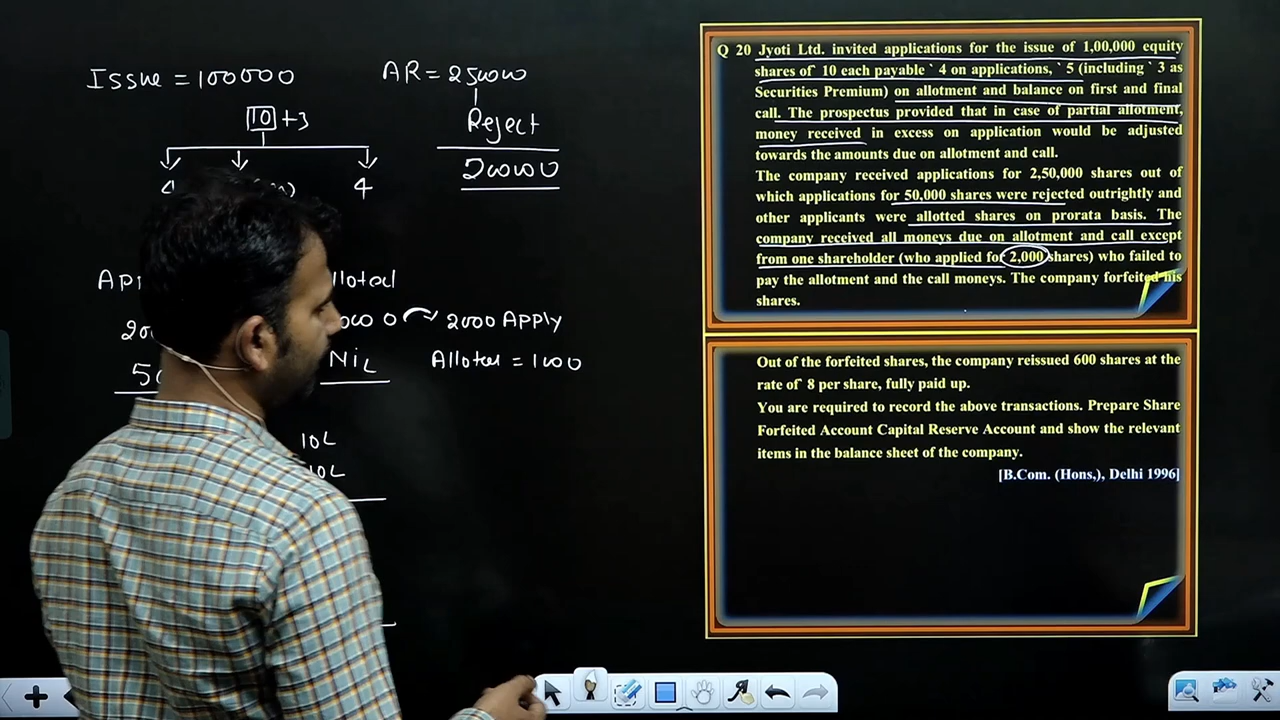 Issue = 100000
AR = 250000
10 +3
Reject
200000
4
Alloted
2000 Apply
NiL
Alloted = 1000
10L
10L
Q 20 Jyoti Ltd. invited applications for the issue of 1,00,000 equity
shares of 10 each payable ` 4 on applications, ` 5 (including ` 3 as
Securities Premium) on allotment and balance on first and final
call. The prospectus provided that in case of partial allotment,
money received in excess on application would be adjusted
towards the amounts due on allotment and call.
The company received applications for 2,50,000 shares out of
which applications for 50,000 shares were rejected outrightly and
other applicants were allotted shares on prorata basis. The
company received all moneys due on allotment and call except
from one shareholder (who applied for 2,000 shares) who failed to
pay the allotment and the call moneys. The company forfeited his
shares.
Out of the forfeited shares, the company reissued 600 shares at the
rate of 8 per share, fully paid up.
You are required to record the above transactions. Prepare Share
Forfeited Account Capital Reserve Account and show the relevant
items in the balance sheet of the company.
[B.Com. (Hons,), Delhi 1996]